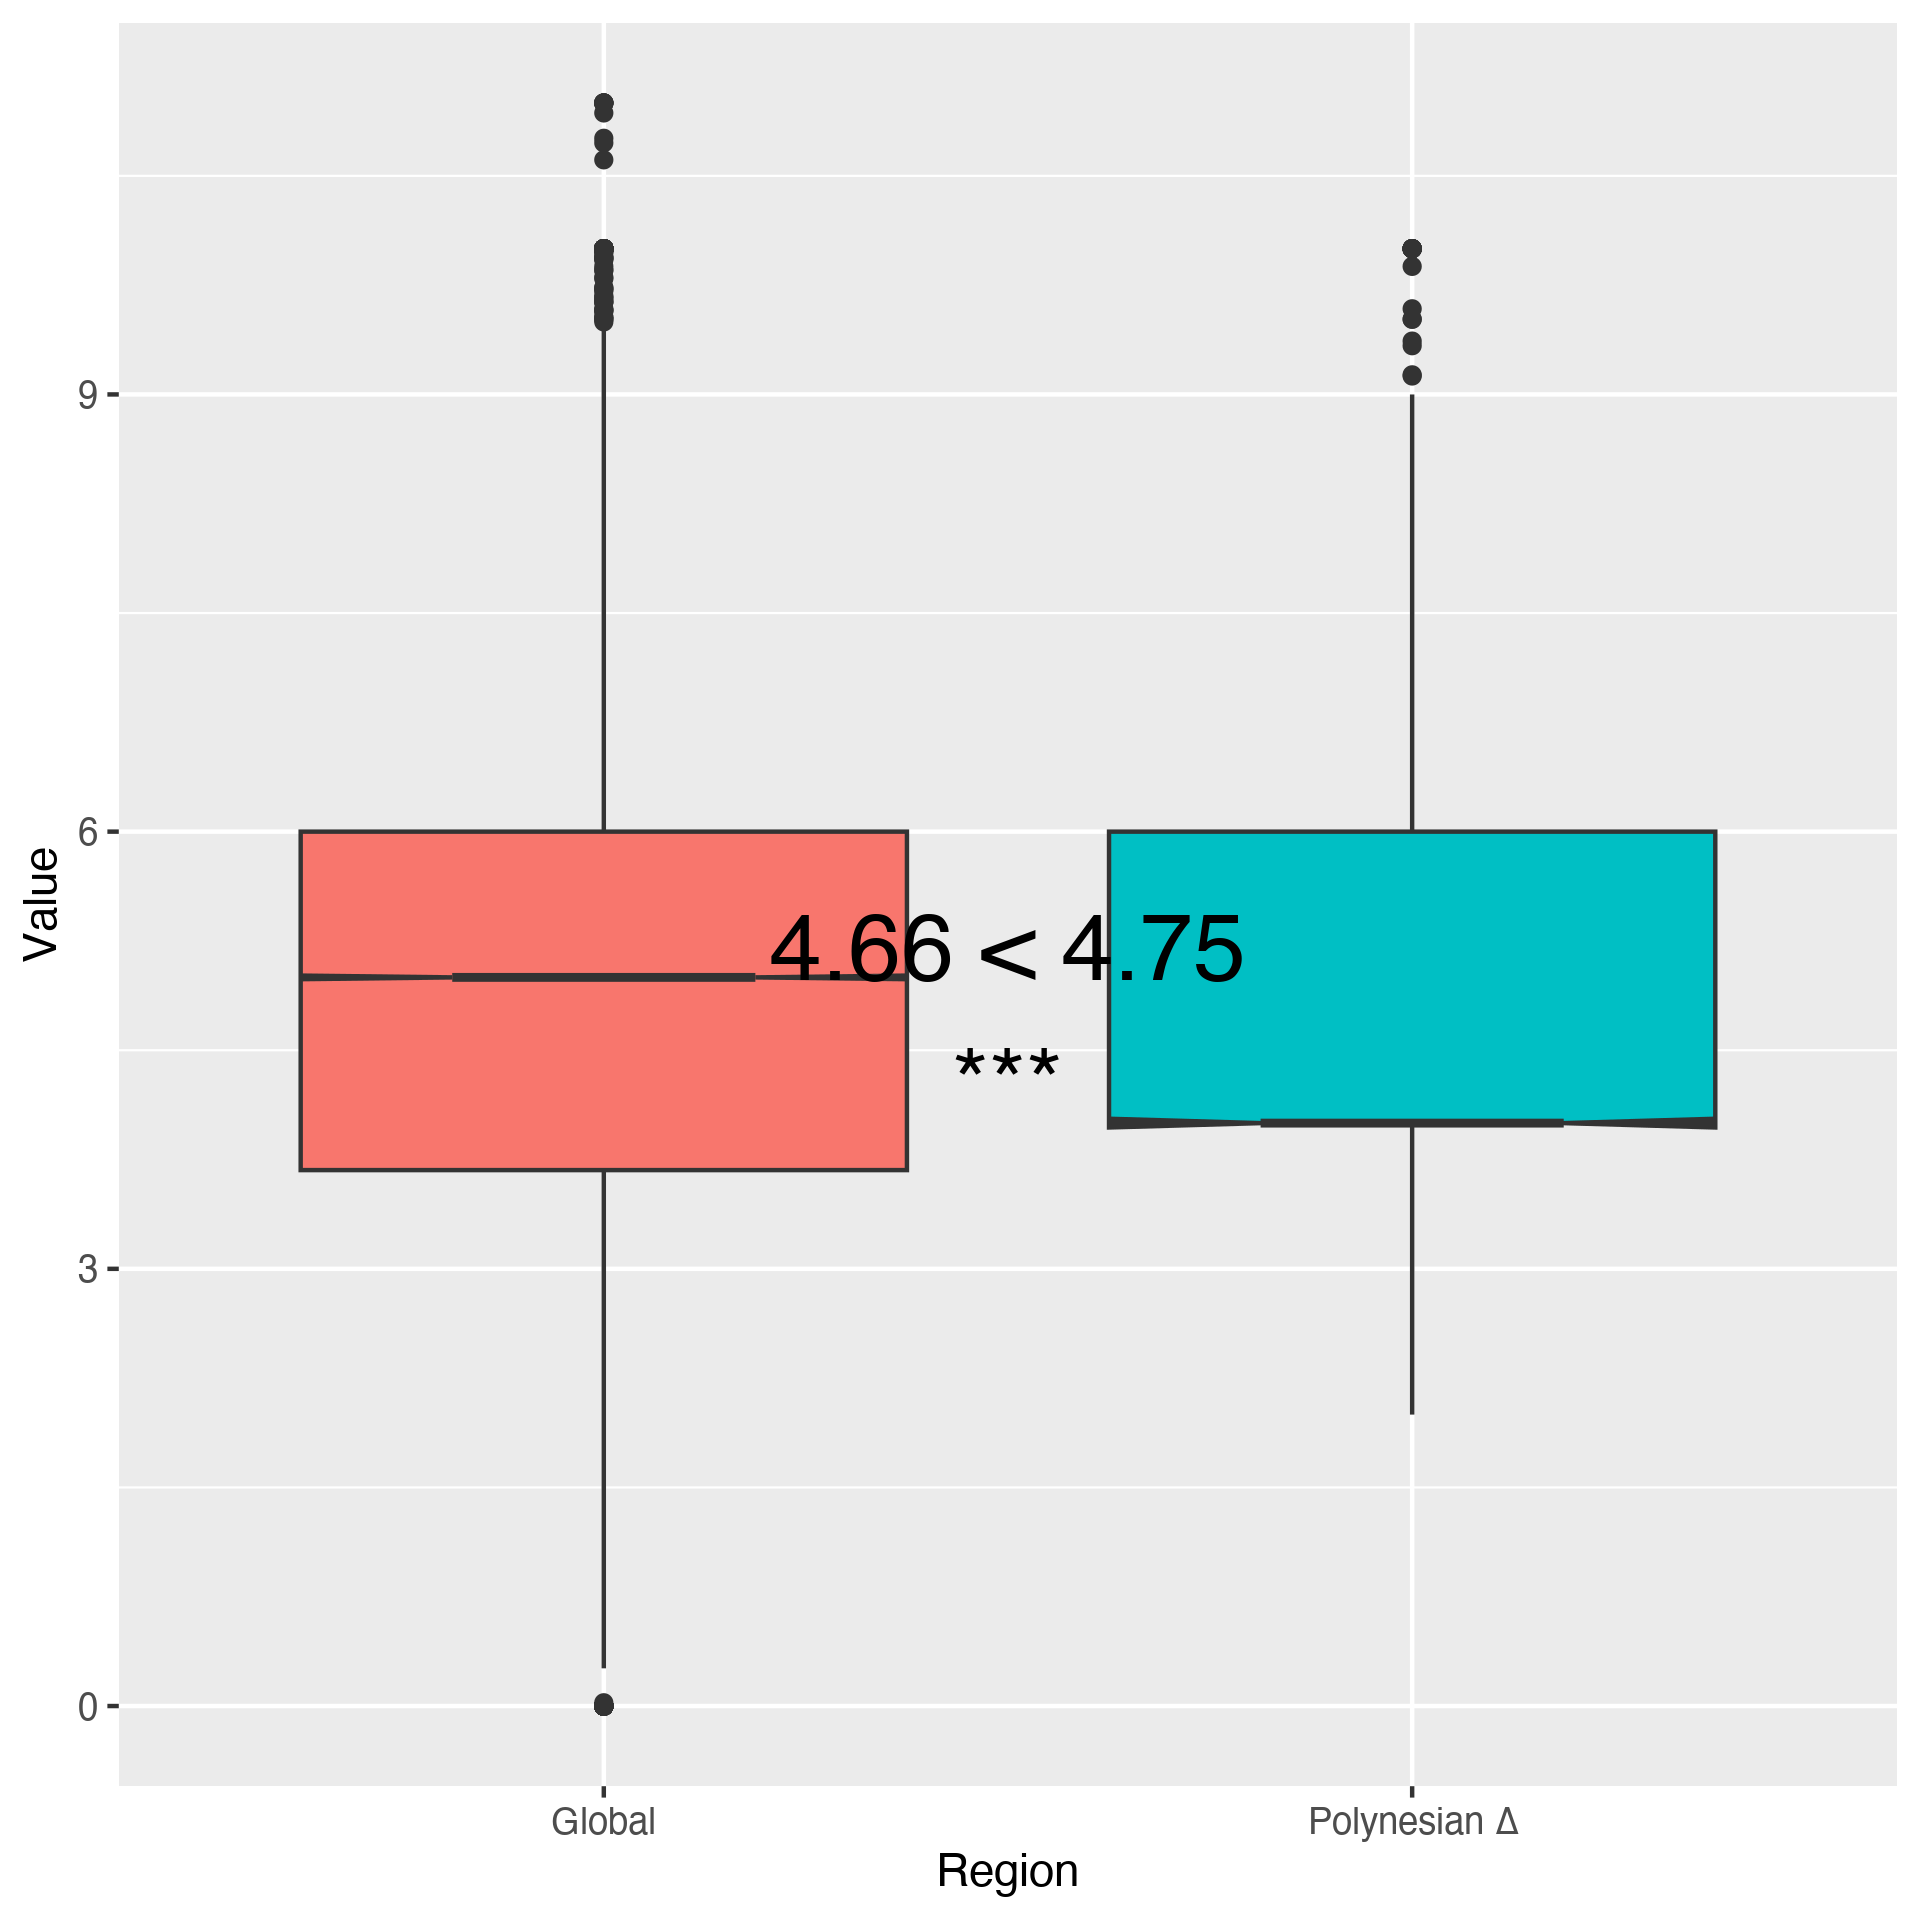 9
6
3
0
Value
4.66 < 4.75
***
Global
Polynesian Δ
Region